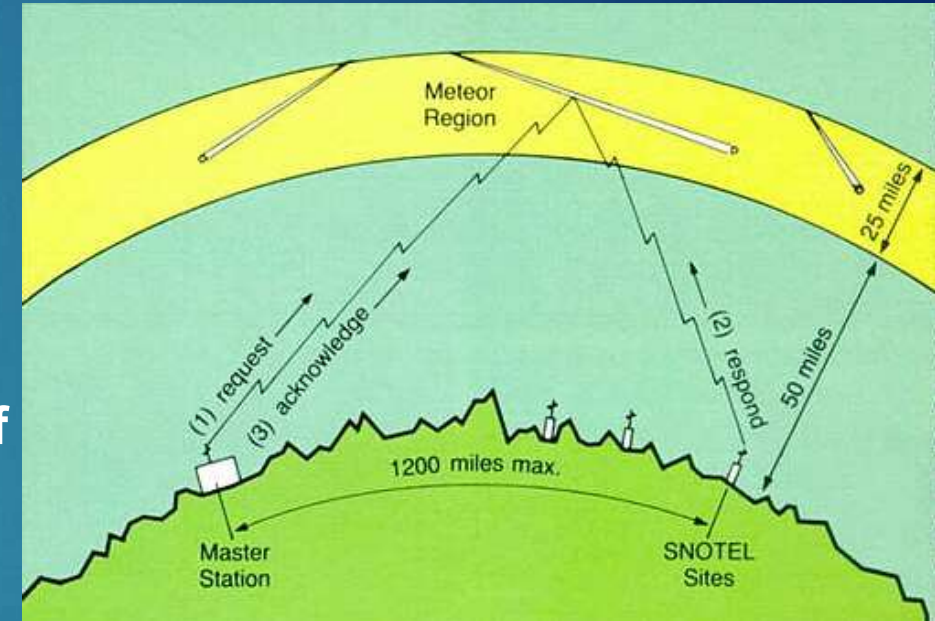 Meteor
Region
25 miles
(1) request
(3) acknowledge
(2) respond
50 miles
f
1200 miles max.
Master
Station
SNOTEL
Sites